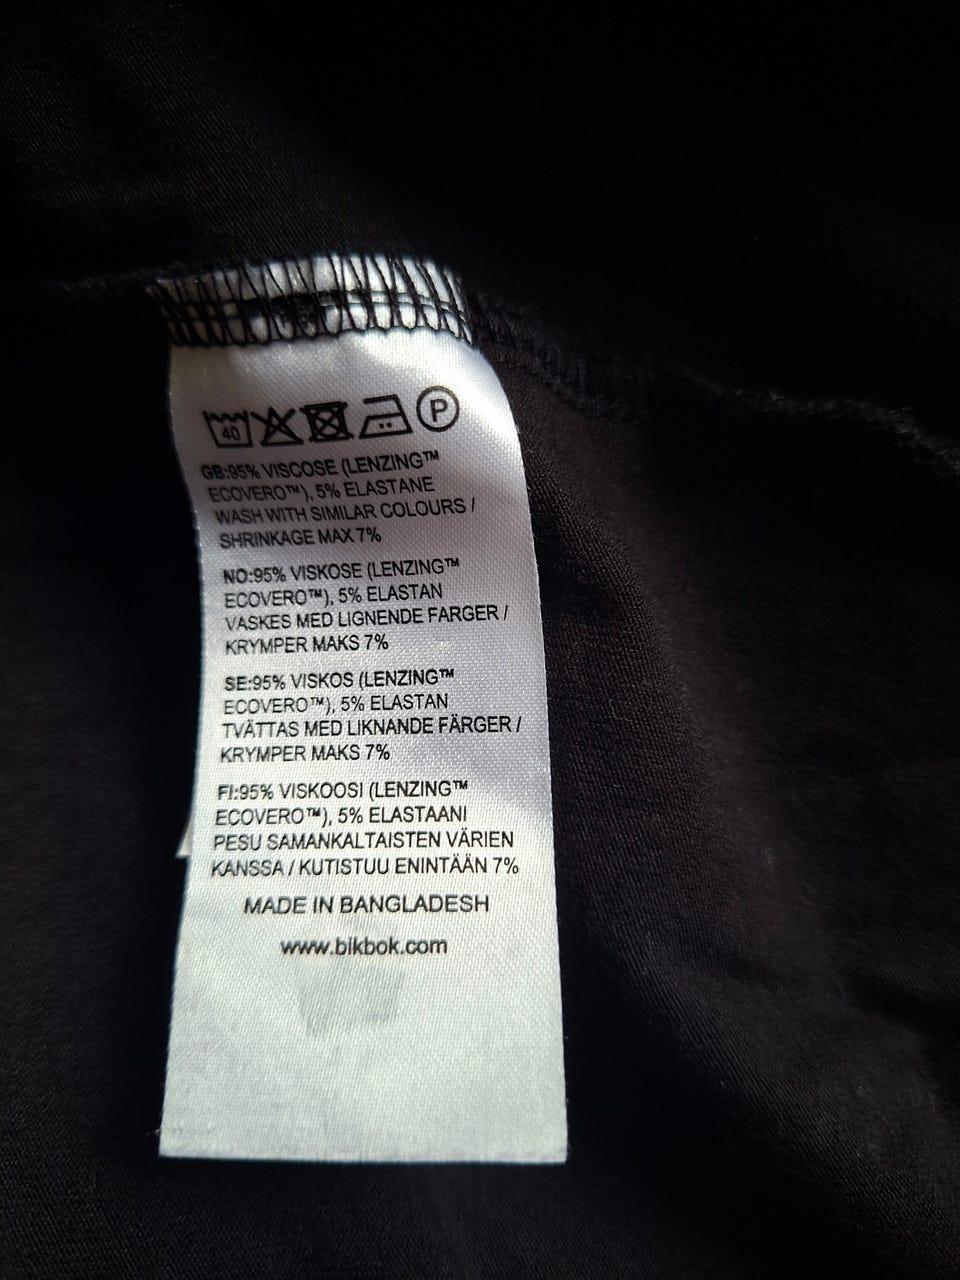 40 P
GB:95% VISCOSE (LENZING™
ECOVERO™), 5% ELASTANE
WASH WITH SIMILAR COLOURS /
SHRINKAGE MAX 7%
NO:95% VISKOSE (LENZING™
ECOVERO™), 5% ELASTAN
VASKES MED LIGNENDE FARGER /
KRYMPER MAKS 7%
SE:95% VISKOS (LENZING™
ECOVERO™), 5% ELASTAN
TVÄTTAS MED LIKNANDE FÄRGER /
KRYMPER MAKS 7%
FI:95% VISKOOSI (LENZING™
ECOVERO™), 5% ELASTAANI
PESU SAMANKALTAISTEN VÄRIEN
KANSSA / KUTISTUU ENINTÄÄN 7%
MADE IN BANGLADESH
www.bikbok.com